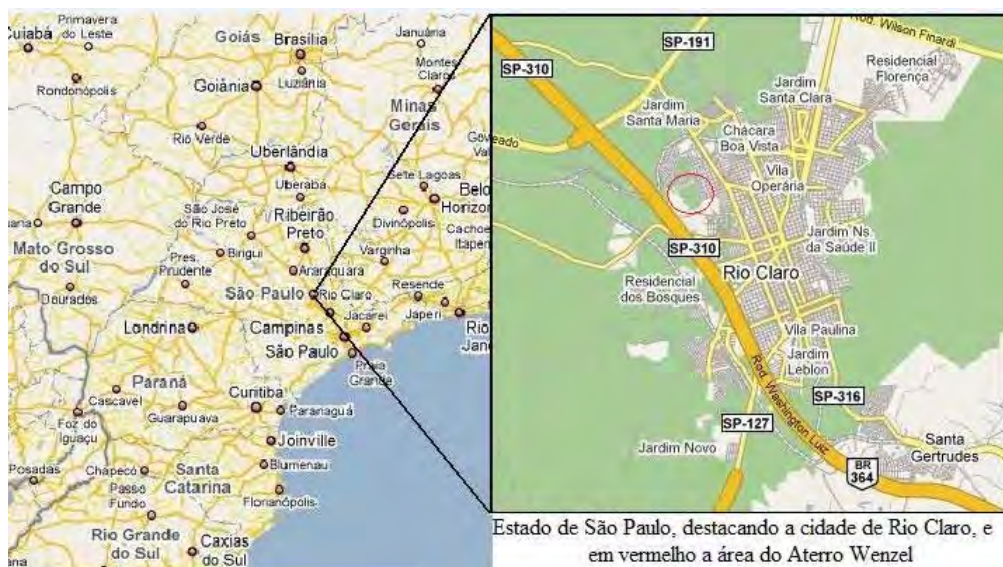 Primavera
do Leste
Cuiabá
Rondonópolis
Goiás
Brasília
Luziânia
Goiânia
Januária
Montes
Claros
Minas
Gerais
Rio Verde
Uberlândia
Uberaba
Sete Lagoas
Belo
Horizon
Campo
Grande
São José
do Rio Preto
Ribeirão
Preto
Divinópolis
Cachoe
Itapen
Mato Grosso
do Sul
Birigui
Varginha
Pres.
Prudente
Araraquara
Dourados
São Paulo
Rio Claro
Resende
Londrina
Campinas
Jacareí
Japeri
Rio
Jane
São Paulo
Praia
Grande
Paraná
Cascavel
Curitiba
Guarapuava
Paranaguá
Foz do
Iguaçu
Joinville
Posadas
Chapecó
Santa
Catarina
Blumenau
Passo
Fundo
Florianópolis
Rio Grande
do Sul
Caxias
do Sul
SP-191
Rod. Wilson Finardi
SP-310
Residencial
Florença
Jardim
Santa Maria
Jardim
Santa Clara
Chácara
Boa Vista
Vila
Operária
Jardim Ns.
da Saúde II
SP-310
Rio Claro
Residencial
dos Bosques
Vila Paulina
Jardim
Leblon
Rod. Washington Luiz
SP-316
SP-127
Jardim Novo
Santa
Gertrudes
BR
364
Estado de São Paulo, destacando a cidade de Rio Claro, e
em vermelho a área do Aterro Wenzel